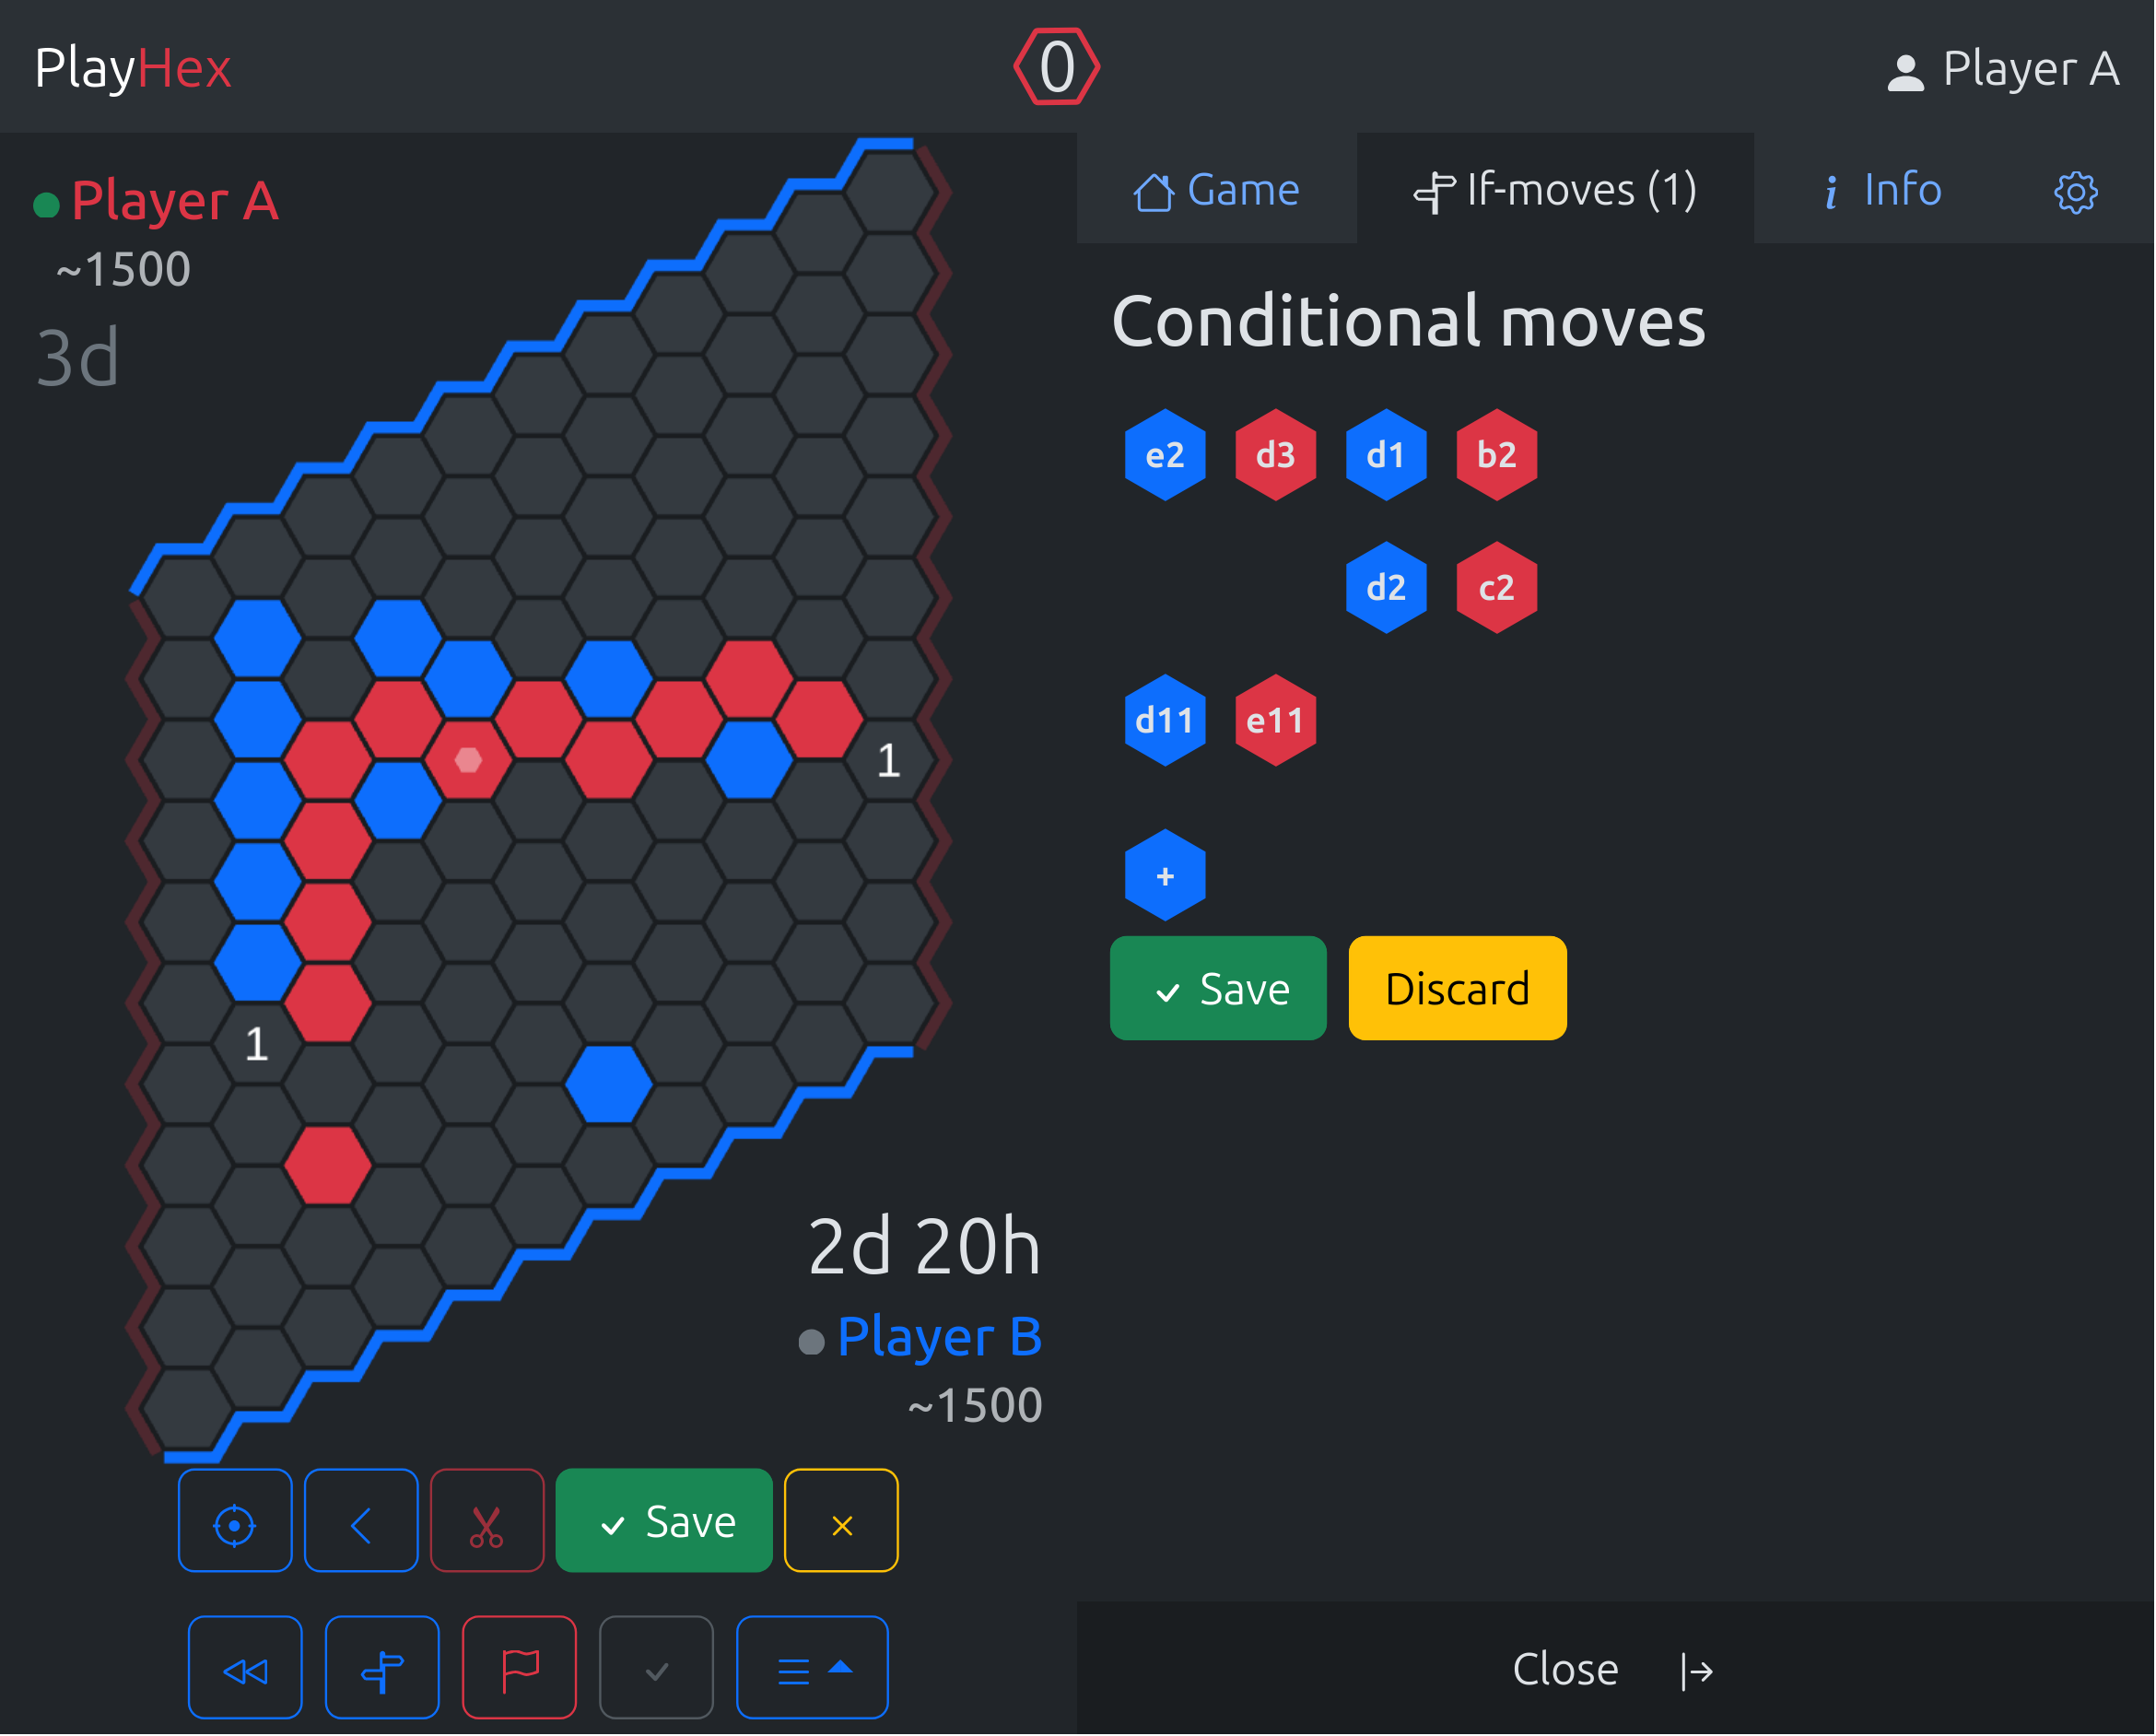 PlayHex
0
Player A
Player A
~1500
3d
1
1
2d 20h
Player B
~1500
Save
Game
If-moves (1)
Info
Conditional moves
e2 d3 d1 b2
d2 c2
d11 e11
+
Save
Discard
Close